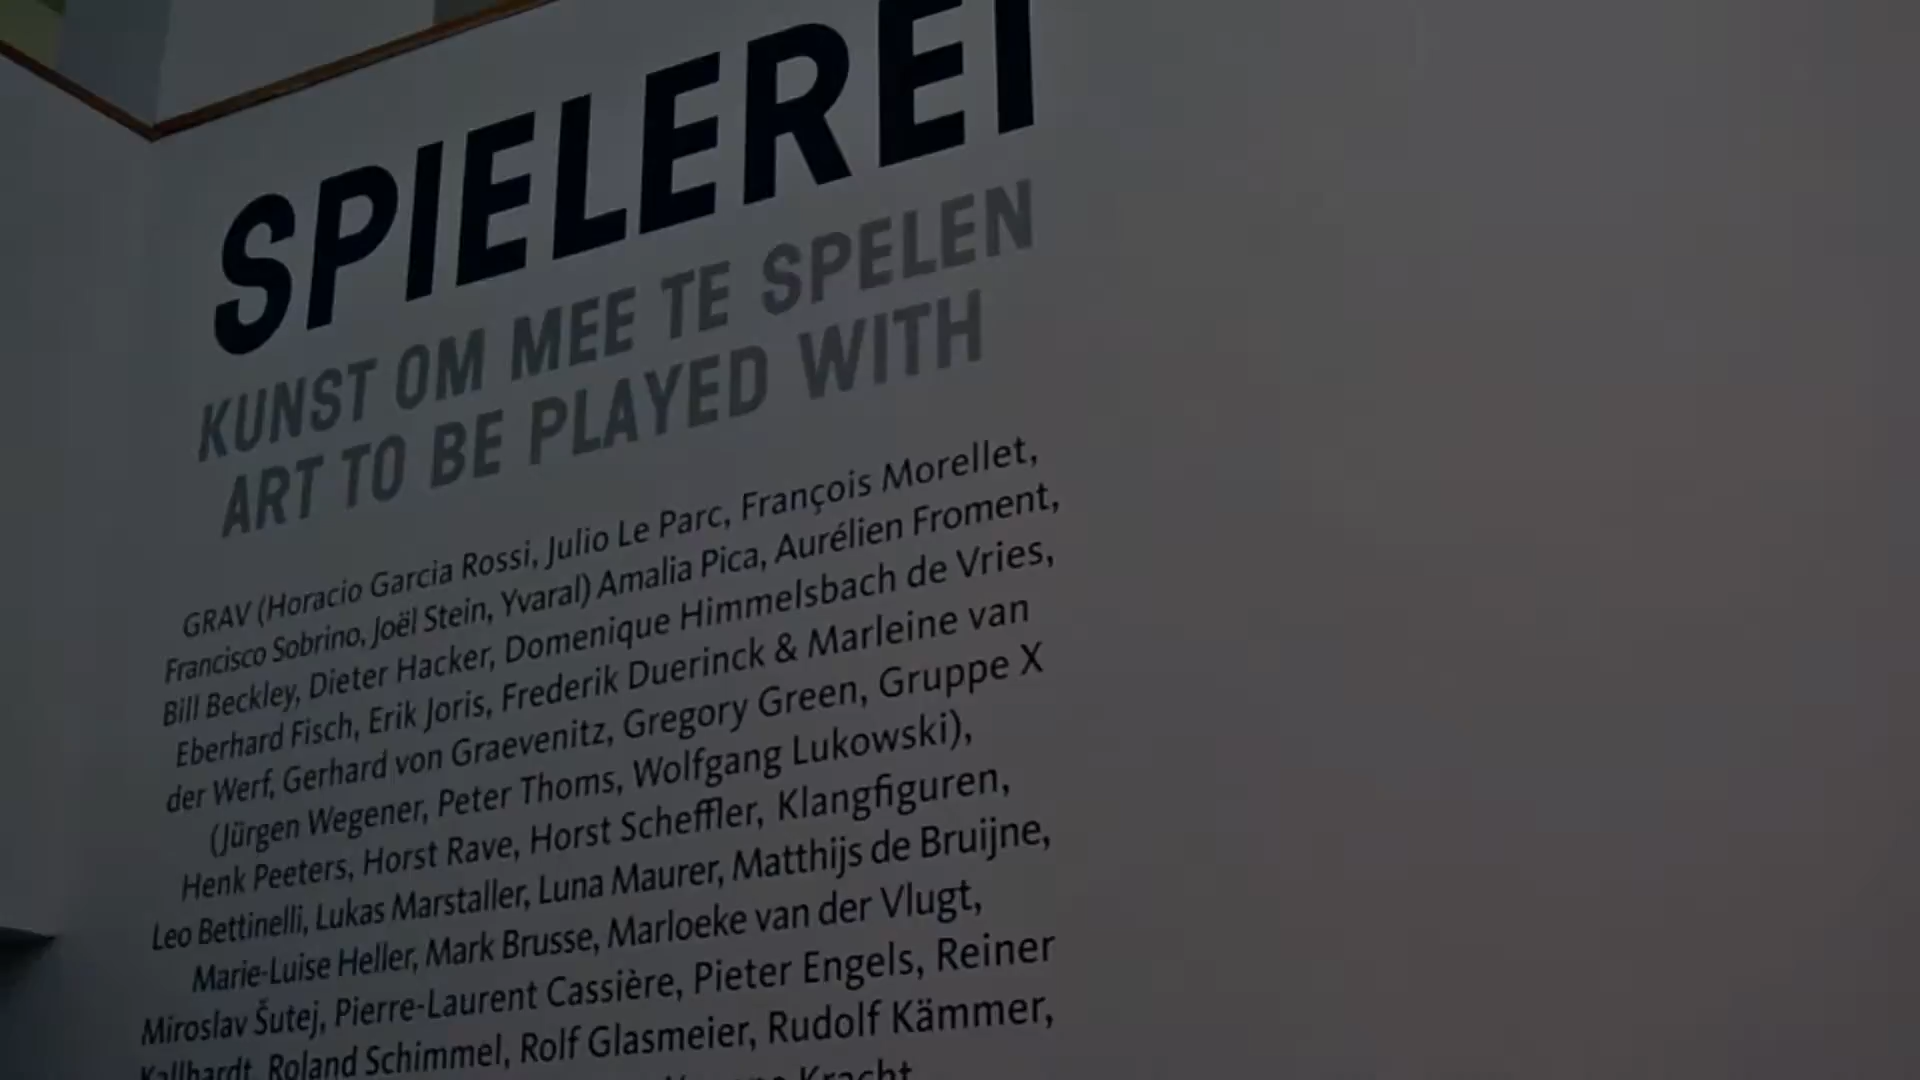 SPIELEREI
KUNST OM MEE TE SPELEN
ART TO BE PLAYED WITH
GRAV (Horacio Garcia Rossi, Julio Le Parc, François Morellet,
Francisco Sobrino, Joël Stein, Yvaral) Amalia Pica, Aurélien Froment,
Bill Beckley, Dieter Hacker, Domenique Himmelsbach de Vries,
Eberhard Fisch, Erik Joris, Frederik Duerinck & Marleine van
der Werf, Gerhard von Graevenitz, Gregory Green, Gruppe X
(Jürgen Wegener, Peter Thoms, Wolfgang Lukowski),
Henk Peeters, Horst Rave, Horst Scheffler, Klangfiguren,
Leo Bettinelli, Lukas Marstaller, Luna Maurer, Matthijs de Bruijne,
Marie-Luise Heller, Mark Brusse, Marloeke van der Vlugt,
Miroslav Šutej, Pierre-Laurent Cassière, Pieter Engels, Reiner
Kallhardt, Roland Schimmel, Rolf Glasmeier, Rudolf Kämmer,
Kracht